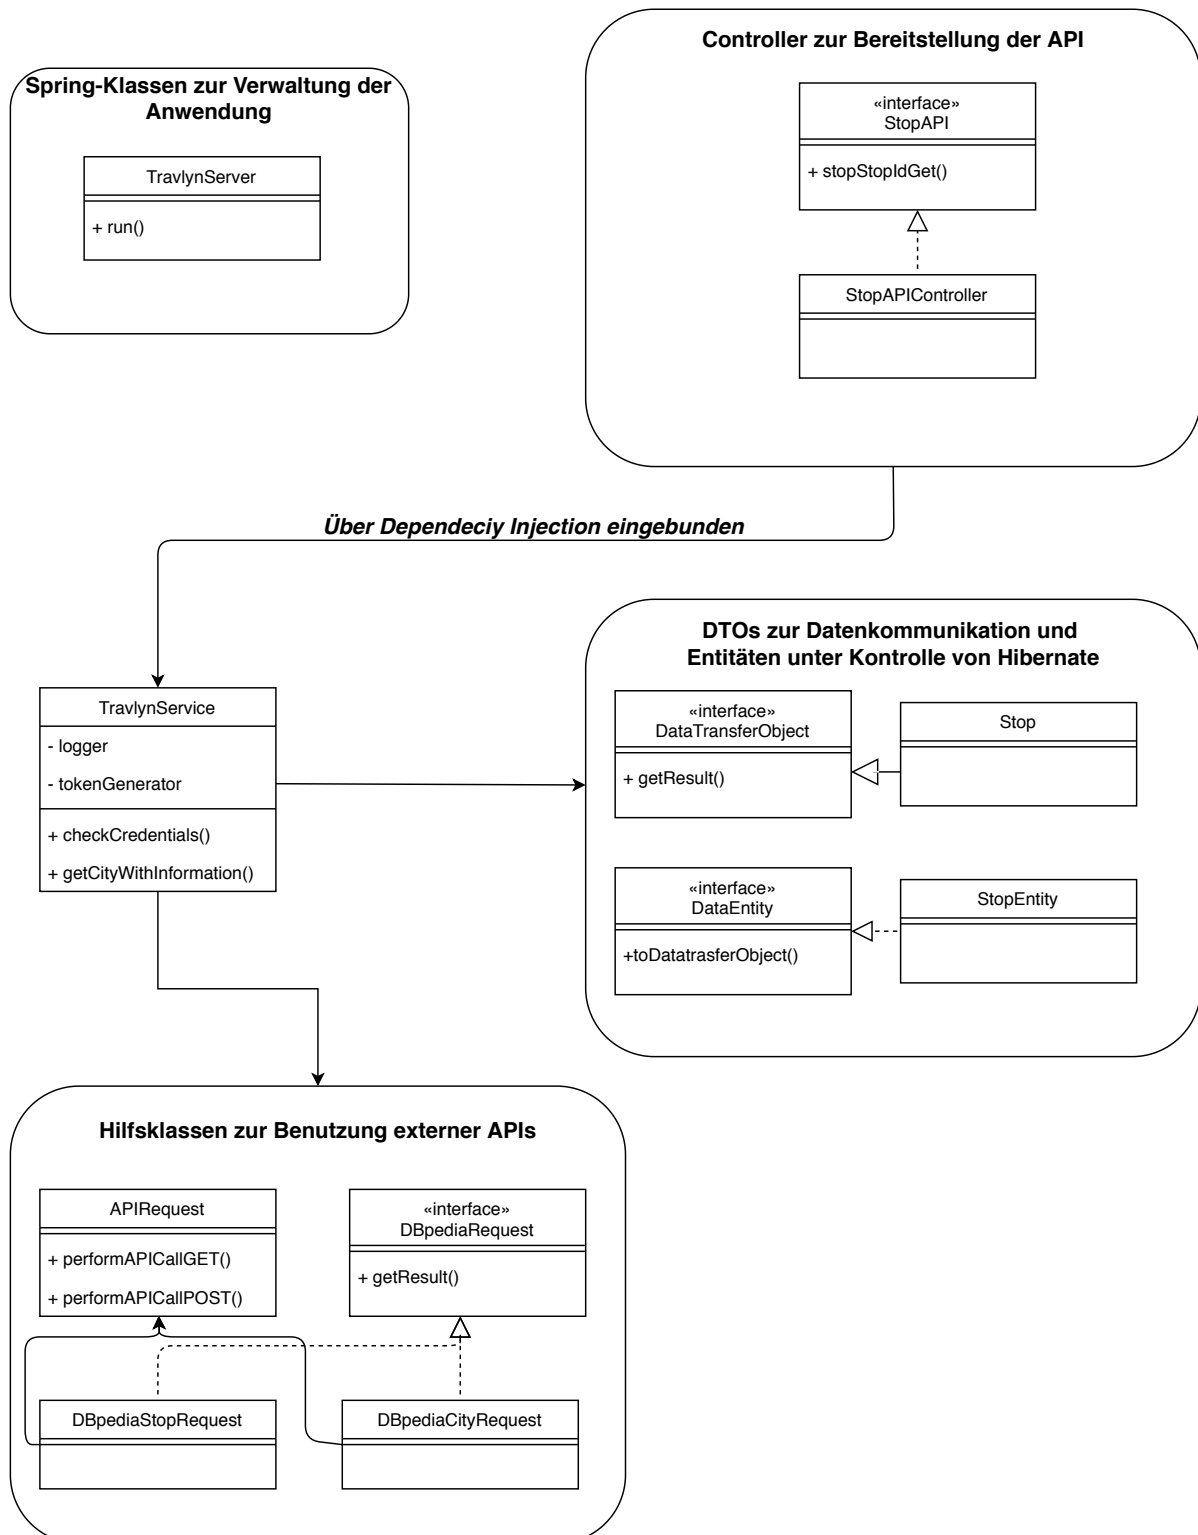 Controller zur Bereitstellung der API
«interface»
StopAPI
+ stopStopIdGet()
StopAPIController
Spring-Klassen zur Verwaltung der
Anwendung
TravlynServer
+ run()
Über Dependeciy Injection eingebunden
TravlynService
- logger
- tokenGenerator
+ checkCredentials()
+ getCityWithInformation()
DTOs zur Datenkommunikation und
Entitäten unter Kontrolle von Hibernate
«interface»
DataTransferObject
+ getResult()
Stop
«interface»
DataEntity
+toDatatrasferObject()
StopEntity
Hilfsklassen zur Benutzung externer APIs
APIRequest
+ performAPICallGET()
+ performAPICallPOST()
«interface»
DBpediaRequest
+ getResult()
DBpediaStopRequest
DBpediaCityRequest